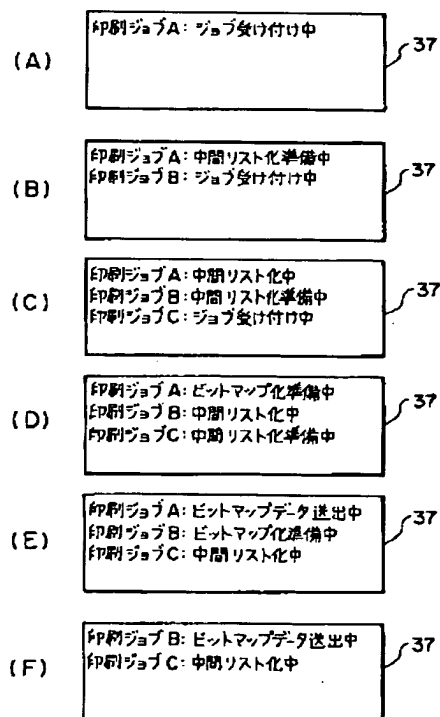 (A)
印刷ジョブA: ジョブ受け付け中
37
(B)
印刷ジョブA: 中間リスト化準備中
印刷ジョブB: ジョブ受け付け中
37
(C)
印刷ジョブA: 中間リスト化中
印刷ジョブB: 中間リスト化準備中
印刷ジョブC: ジョブ受け付け中
37
(D)
印刷ジョブA: ビットマップ化準備中
印刷ジョブB: 中間リスト化中
印刷ジョブC: 中間リスト化準備中
37
(E)
印刷ジョブA: ビットマップデータ送出中
印刷ジョブB: ビットマップ化準備中
印刷ジョブC: 中間リスト化中
37
(F)
印刷ジョブB: ビットマップデータ送出中
印刷ジョブC: 中間リスト化中
37